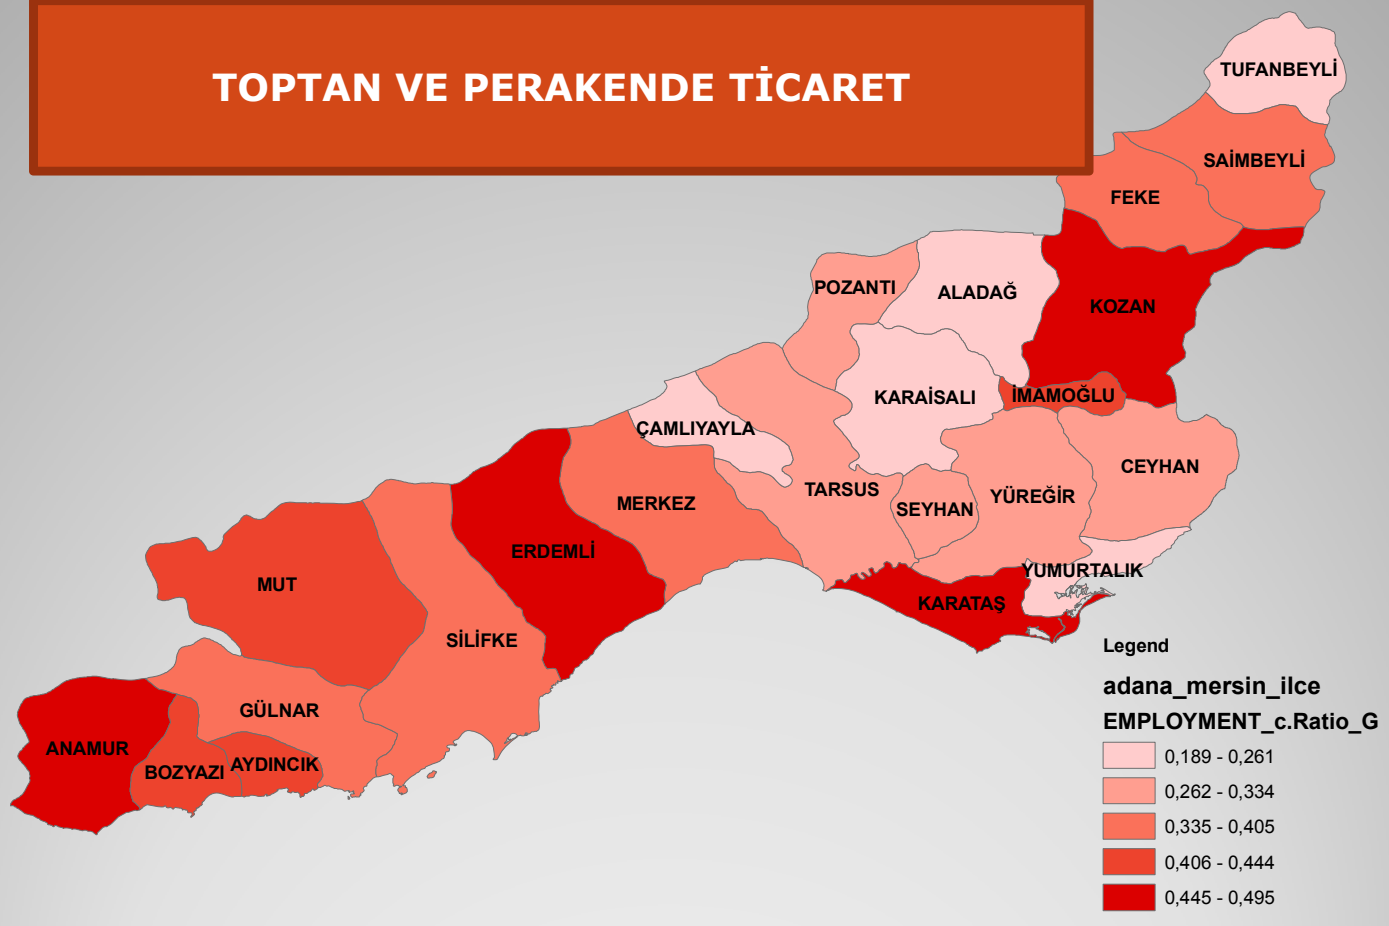 TOPTAN VE PERAKENDE TİCARET
TUFANBEYLİ
SAİMBEYLİ
FEKE
POZANTI
ALADAĞ
KOZAN
KARAİSALI
İMAMOĞLU
ÇAMLIYAYLA
CEYHAN
MERKEZ
TARSUS
SEYHAN
YÜREĞİR
ERDEMLİ
YUMURTALIK
MUT
KARATAŞ
SİLİFKE
GÜLNAR
ANAMUR
BOZYAZI
AYDINCIK
Legend
adana_mersin_ilce
EMPLOYMENT_c.Ratio_G
0,189 - 0,261
0,262 - 0,334
0,335 - 0,405
0,406 - 0,444
0,445 - 0,495